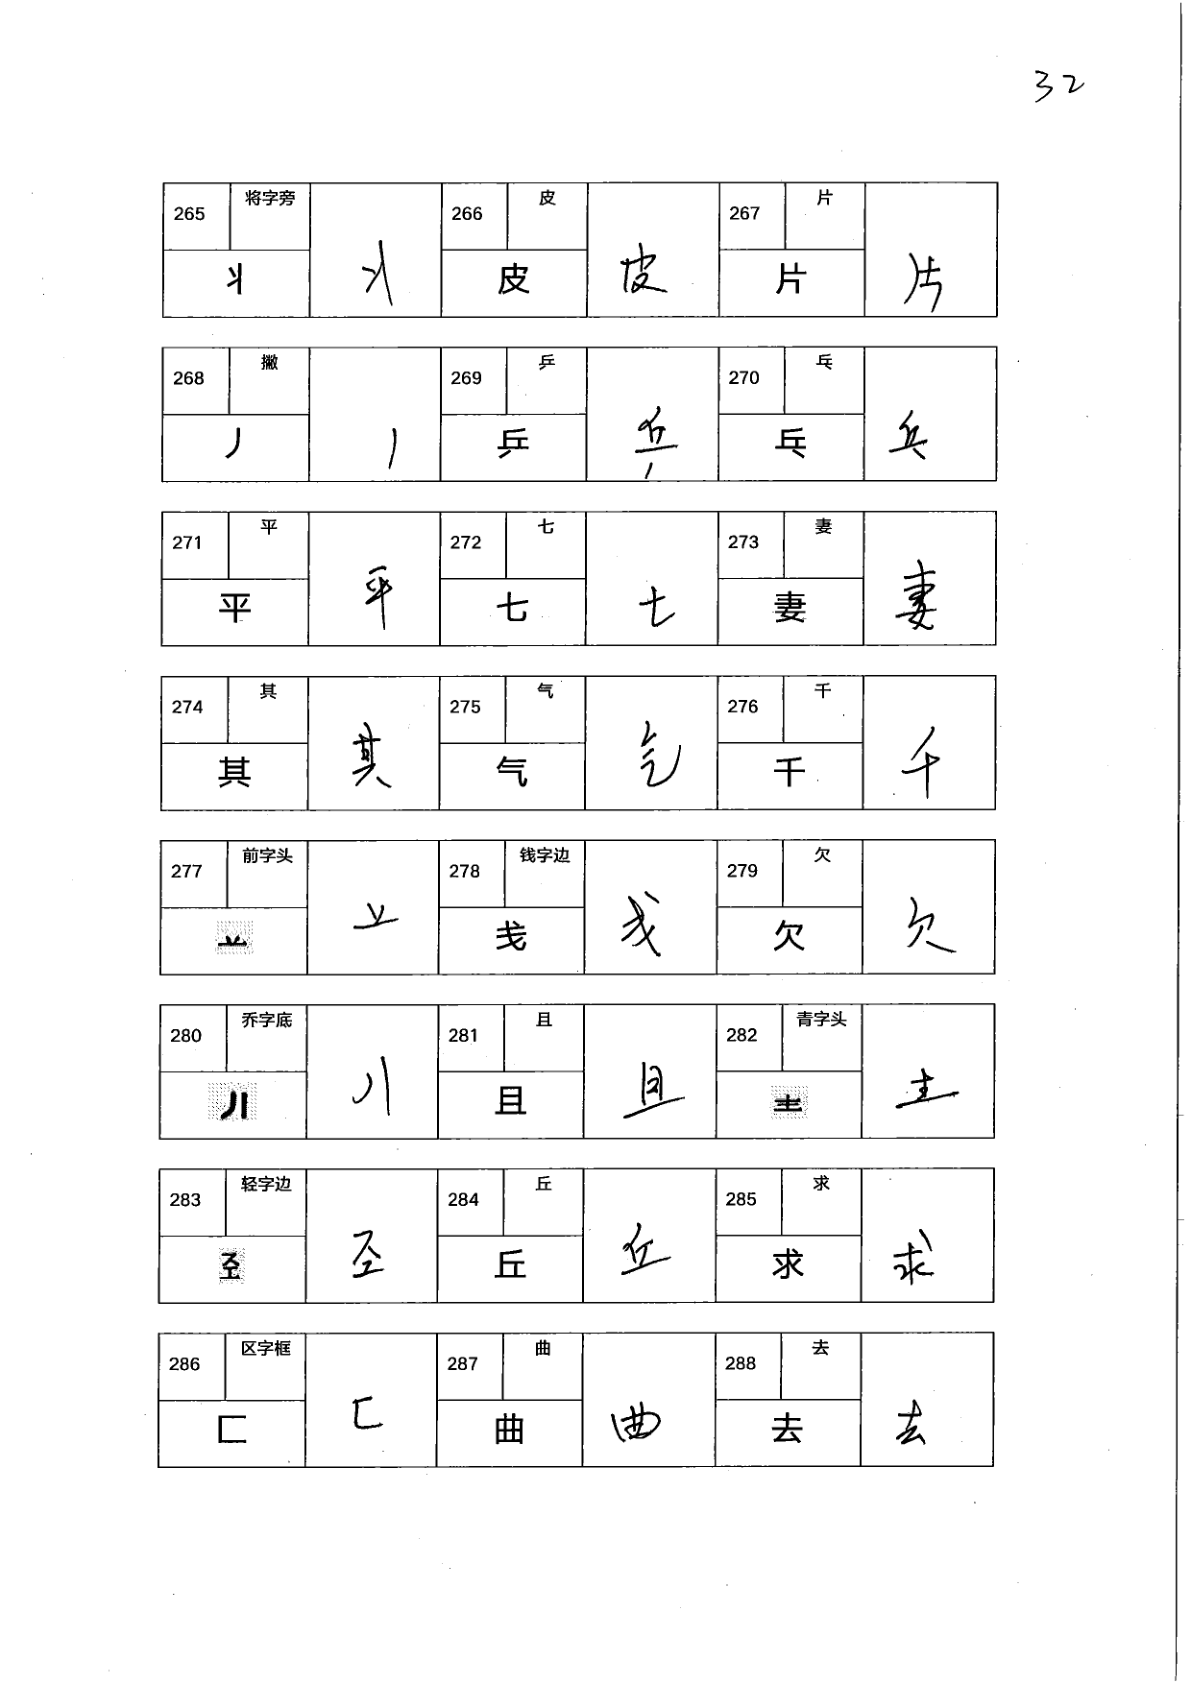 32
265 将字旁 266 皮 267 片
丬 丬 皮 皮 片 片
268 撇 269 乒 270 乓
丿 丿 乒 乒 乓 乓
271 平 272 七 273 妻
平 平 七 七 妻 妻
274 其 275 气 276 千
其 其 气 气 千 千
277 前字头 278 钱字边 279 欠
䒑 䒑 戋 戋 欠 欠
280 乔字底 281 且 282 青字头
丿丨 丿丨 且 且 龶 龶
283 轻字边 284 丘 285 求
𢀖 𢀖 丘 丘 求 求
286 区字框 287 曲 288 去
匚 匚 曲 曲 去 去